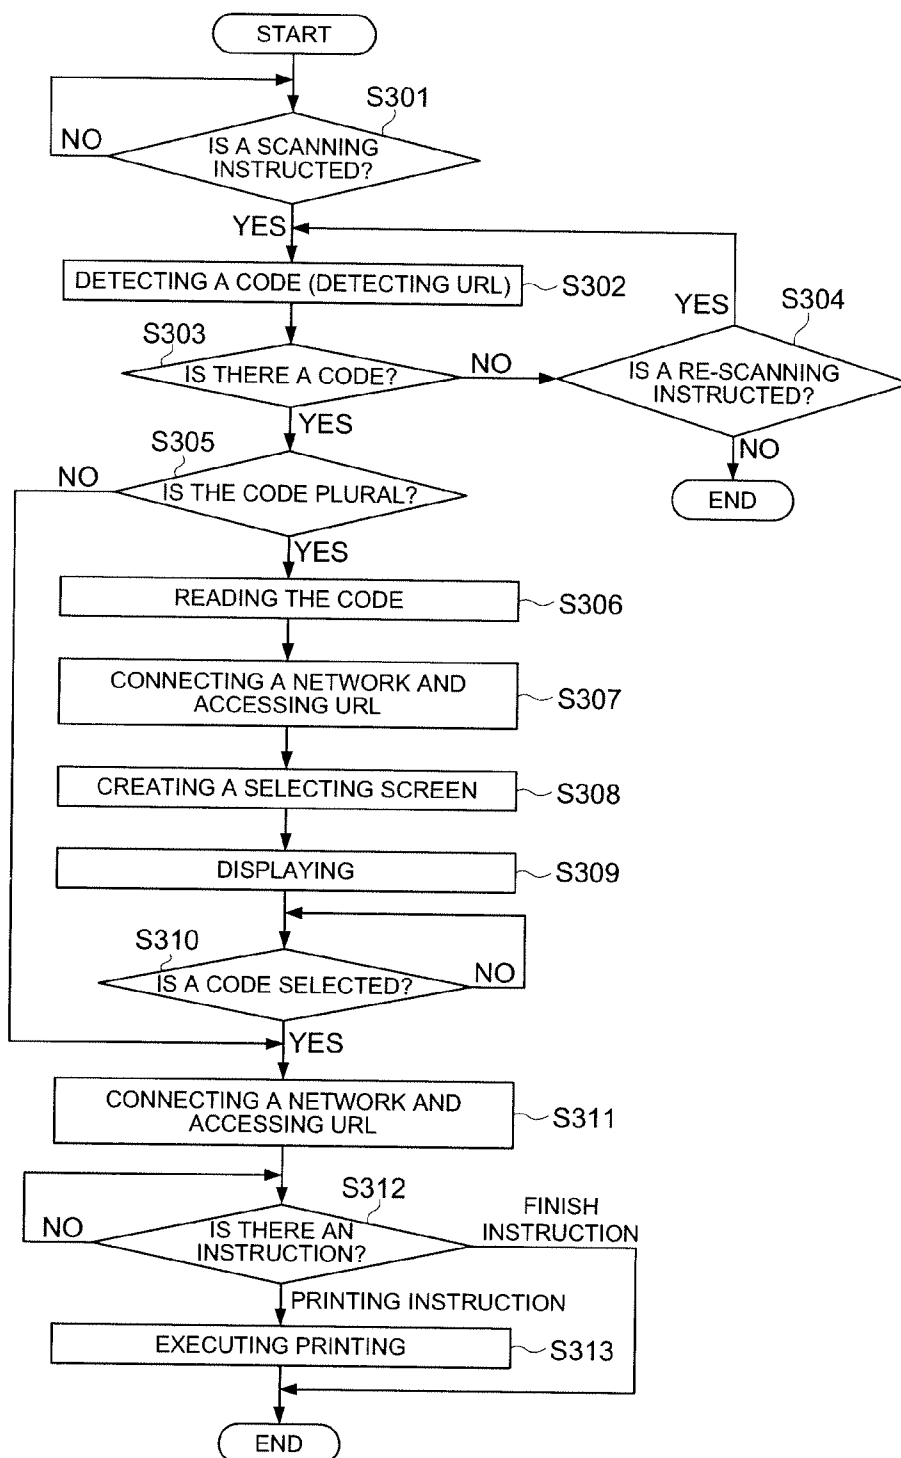 START
S301
NO
IS A SCANNING
INSTRUCTED?
YES
DETECTING A CODE (DETECTING URL)
S302
YES
S304
S303
IS THERE A CODE?
NO
IS A RE-SCANNING
INSTRUCTED?
YES
NO
END
S305
NO
IS THE CODE PLURAL?
YES
READING THE CODE
S306
CONNECTING A NETWORK AND
ACCESSING URL
S307
CREATING A SELECTING SCREEN
S308
DISPLAYING
S309
S310
IS A CODE SELECTED?
NO
YES
CONNECTING A NETWORK AND
ACCESSING URL
S311
S312
NO
IS THERE AN
INSTRUCTION?
FINISH
INSTRUCTION
PRINTING INSTRUCTION
EXECUTING PRINTING
S313
END